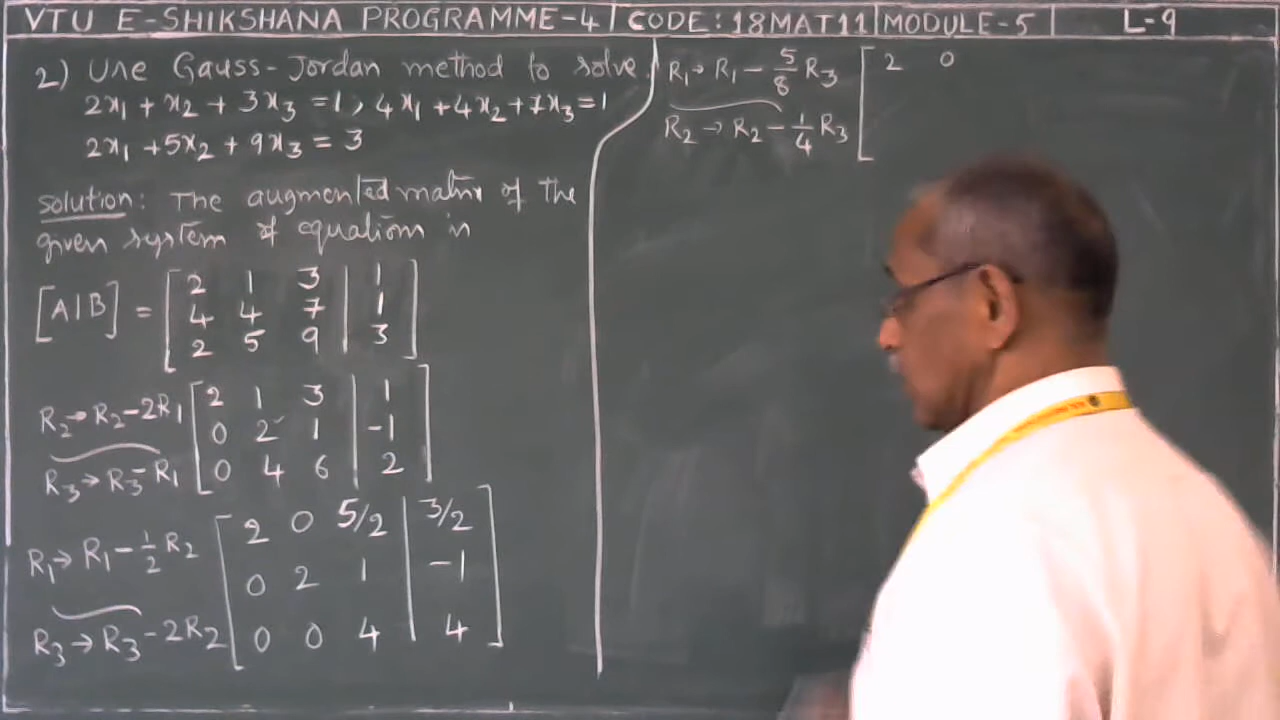 VTU E-SHIKSHANA PROGRAMME-4 | CODE: 18MAT11 | MODULE-5 | L-9
2) Use Gauss-Jordan method to solve.
2x₁ + x₂ + 3x₃ = 1, 4x₁ + 4x₂ + 7x₃ = 1
2x₁ + 5x₂ + 9x₃ = 3
solution: The augmented matrix of the
given system of equations is
[A|B] = [2 1 3 | 1
4 4 7 | 1
2 5 9 | 3]
R₂→R₂-2R₁ [2 1 3 | 1
0 2 1 | -1
R₃→R₃-R₁ 0 4 6 | 2]
R₁→R₁-1/2 R₂ [2 0 5/2 | 3/2
0 2 1 | -1
R₃→R₃-2R₂ 0 0 4 | 4]
R₁→R₁-5/8 R₃ [2 0
R₂→R₂-1/4 R₃